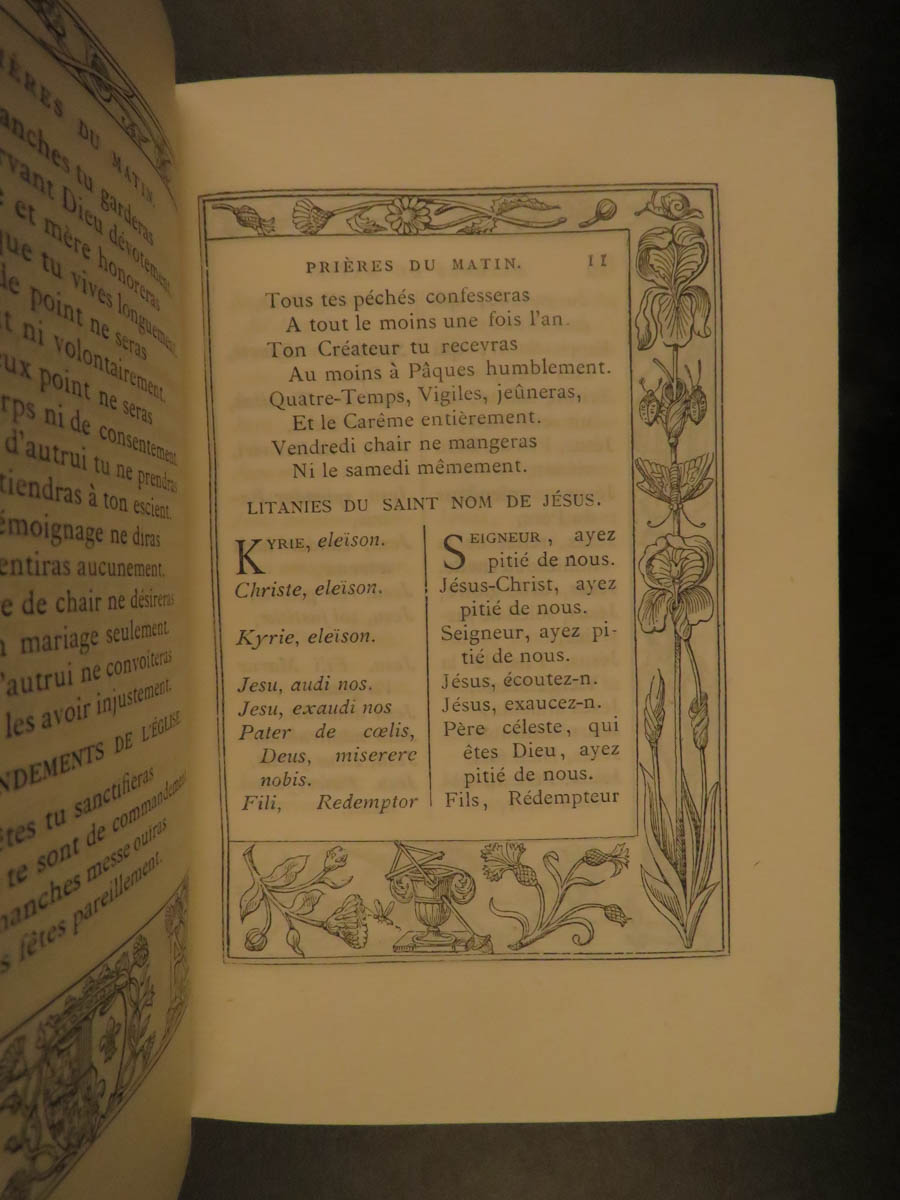 IÈRES DU MATIN.
anches tu garderas
rvant Dieu dévotement.
e et mère honoreras
que tu vives longuement.
de point ne seras
t ni volontairement.
eux point ne seras
rps ni de consentement.
d'autrui tu ne prendras
tiendras à ton escient.
émoignage ne diras
entiras aucunement.
e de chair ne désireras
n mariage seulement.
'autrui ne convoiteras
les avoir injustement.
NDEMENTS DE L'ÉGLISE
êtes tu sanctifieras
te sont de commandement.
manches messe ouiras
s fêtes pareillement.
PRIÈRES DU MATIN. 11
Tous tes péchés confesseras
A tout le moins une fois l'an.
Ton Créateur tu recevras
Au moins à Pâques humblement.
Quatre-Temps, Vigiles, jeûneras,
Et le Carême entièrement.
Vendredi chair ne mangeras
Ni le samedi mêmement.
LITANIES DU SAINT NOM DE JÉSUS.
KYRIE, eleïson.
Christe, eleïson.
Kyrie, eleïson.
Jesu, audi nos.
Jesu, exaudi nos
Pater de cœlis,
Deus, miserere
nobis.
Fili, Redemptor
SEIGNEUR, ayez
pitié de nous.
Jésus-Christ, ayez
pitié de nous.
Seigneur, ayez pi-
tié de nous.
Jésus, écoutez-n.
Jésus, exaucez-n.
Père céleste, qui
êtes Dieu, ayez
pitié de nous.
Fils, Rédempteur